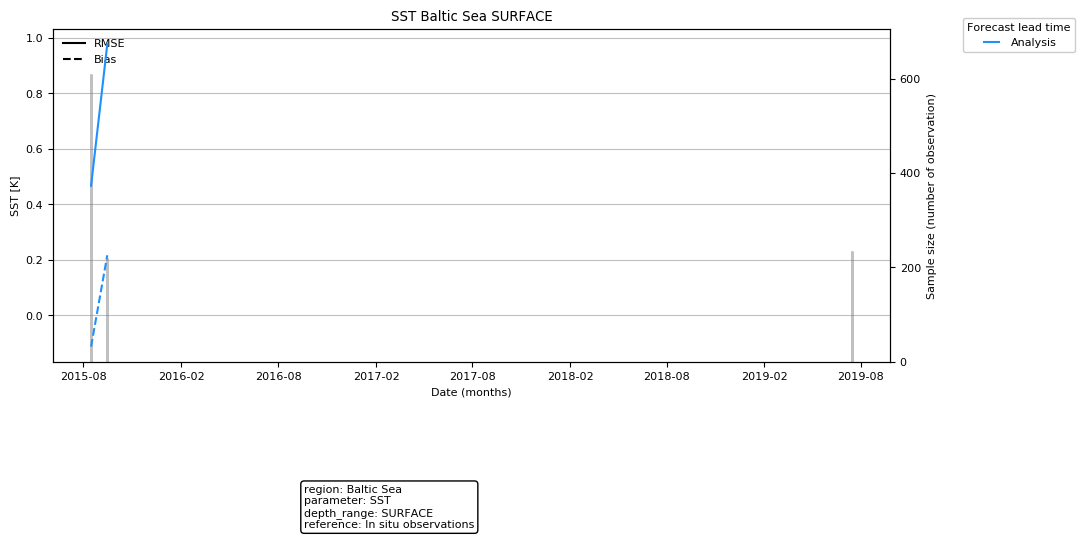 SST Baltic Sea SURFACE
Forecast lead time
Analysis
RMSE
Bias
1.0
0.8
0.6
0.4
0.2
0.0
SST [K]
600
400
200
0
Sample size (number of observation)
2015-08 2016-02 2016-08 2017-02 2017-08 2018-02 2018-08 2019-02 2019-08
Date (months)
region: Baltic Sea
parameter: SST
depth_range: SURFACE
reference: In situ observations